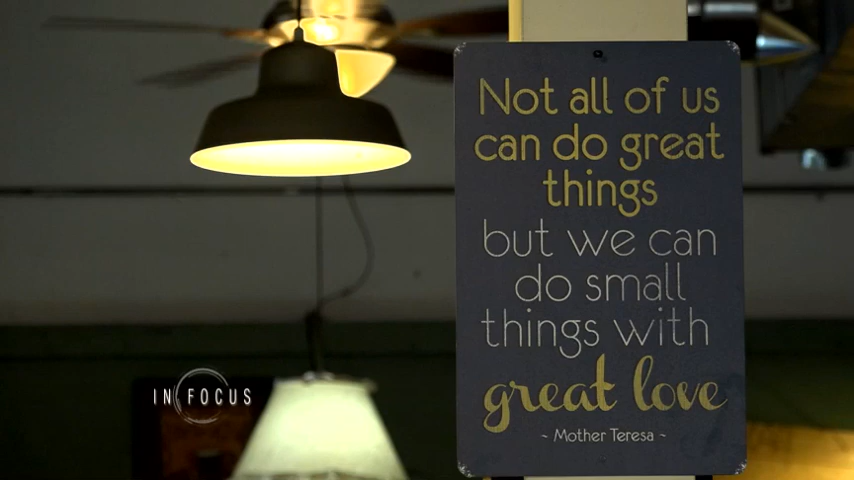 Not all of us
can do great
things
but we can
do small
things with
great love
~ Mother Teresa ~
IN FOCUS